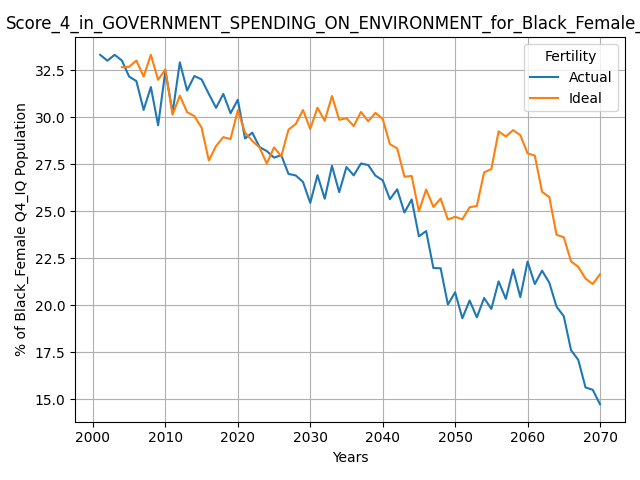 Score_4_in_GOVERNMENT_SPENDING_ON_ENVIRONMENT_for_Black_Female_
Fertility
Actual
Ideal
% of Black_Female Q4_IQ Population
32.5
30.0
27.5
25.0
22.5
20.0
17.5
15.0
2000 2010 2020 2030 2040 2050 2060 2070
Years